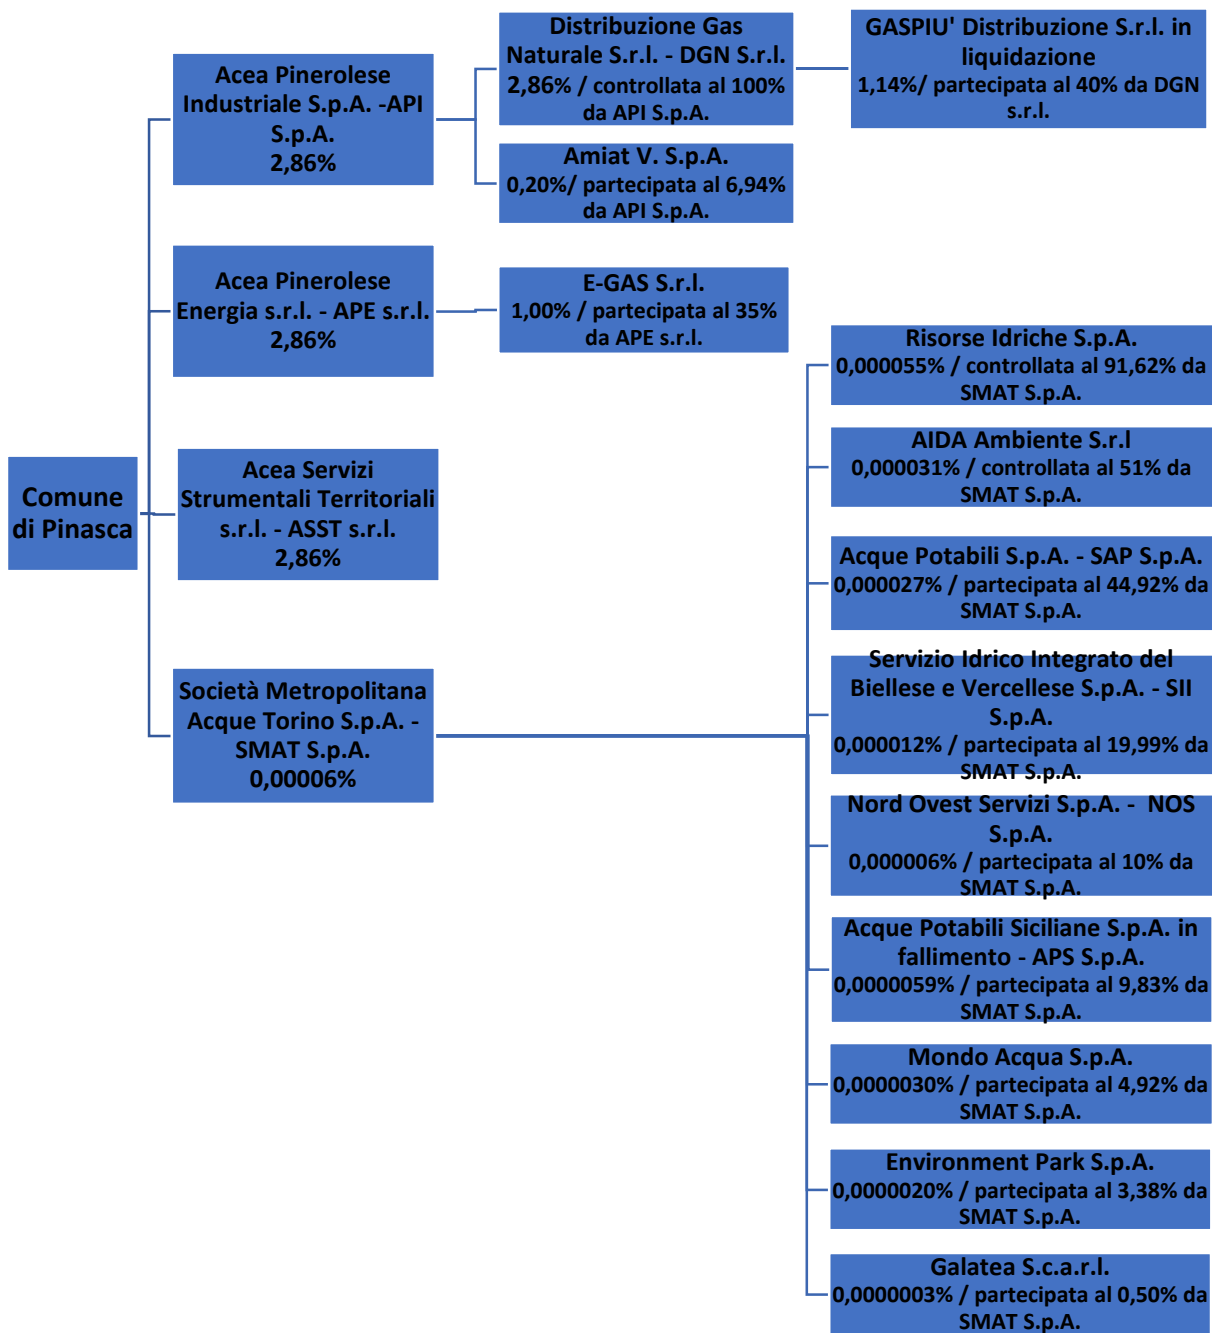 Comune
di Pinasca
Acea Pinerolese
Industriale S.p.A. -API
S.p.A.
2,86%
Distribuzione Gas
Naturale S.r.l. - DGN S.r.l.
2,86% / controllata al 100%
da API S.p.A.
GASPIU' Distribuzione S.r.l. in
liquidazione
1,14%/ partecipata al 40% da DGN
s.r.l.
Amiat V. S.p.A.
0,20%/ partecipata al 6,94%
da API S.p.A.
Acea Pinerolese
Energia s.r.l. - APE s.r.l.
2,86%
E-GAS S.r.l.
1,00% / partecipata al 35%
da APE s.r.l.
Acea Servizi
Strumentali Territoriali
s.r.l. - ASST s.r.l.
2,86%
Società Metropolitana
Acque Torino S.p.A. -
SMAT S.p.A.
0,00006%
Risorse Idriche S.p.A.
0,000055% / controllata al 91,62% da
SMAT S.p.A.
AIDA Ambiente S.r.l
0,000031% / controllata al 51% da
SMAT S.p.A.
Acque Potabili S.p.A. - SAP S.p.A.
0,000027% / partecipata al 44,92% da
SMAT S.p.A.
Servizio Idrico Integrato del
Biellese e Vercellese S.p.A. - SII
S.p.A.
0,000012% / partecipata al 19,99% da
SMAT S.p.A.
Nord Ovest Servizi S.p.A. - NOS
S.p.A.
0,000006% / partecipata al 10% da
SMAT S.p.A.
Acque Potabili Siciliane S.p.A. in
fallimento - APS S.p.A.
0,0000059% / partecipata al 9,83% da
SMAT S.p.A.
Mondo Acqua S.p.A.
0,0000030% / partecipata al 4,92% da
SMAT S.p.A.
Environment Park S.p.A.
0,0000020% / partecipata al 3,38% da
SMAT S.p.A.
Galatea S.c.a.r.l.
0,0000003% / partecipata al 0,50% da
SMAT S.p.A.